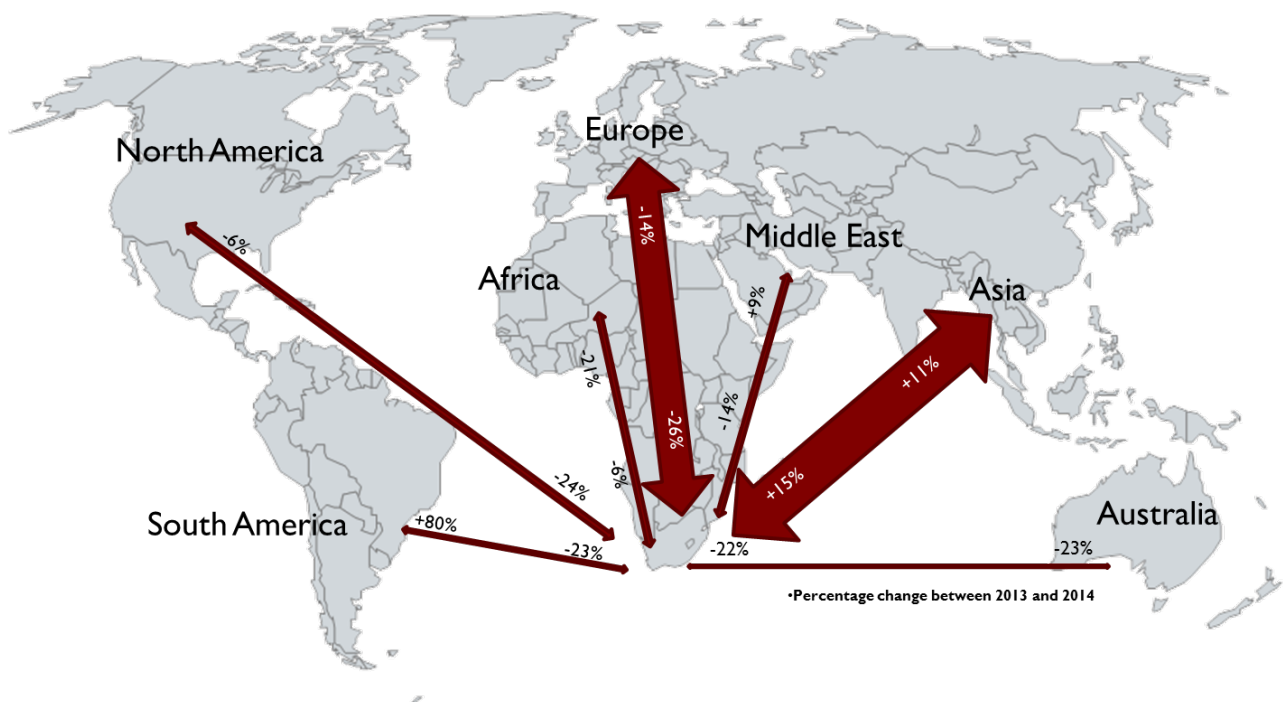 Europe
North America
-6%
-14%
Middle East
Africa
+9%
Asia
-21%
+11%
-14%
-26%
-6%
+15%
-24%
South America
+80%
-23%
-22%
-23%
Australia
•Percentage change between 2013 and 2014